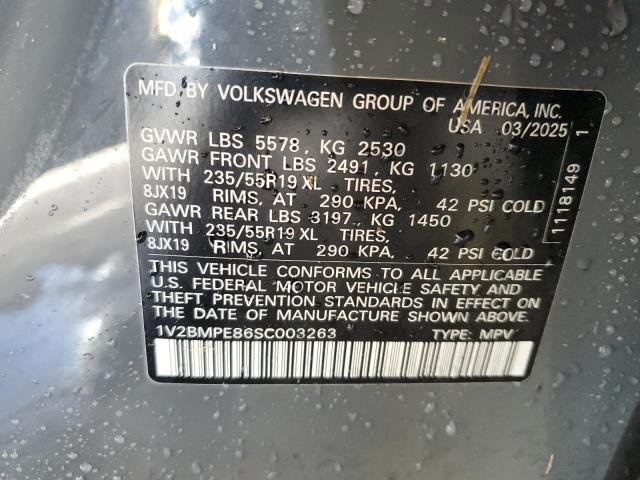 MFD. BY VOLKSWAGEN GROUP OF AMERICA, INC.
USA 03/2025
GVWR LBS 5578, KG 2530
GAWR FRONT LBS 2491, KG 1130
WITH 235/55R19 XL TIRES,
8JX19 RIMS, AT 290 KPA, 42 PSI COLD
GAWR REAR LBS 3197, KG 1450
WITH 235/55R19 XL TIRES,
8JX19 RIMS, AT 290 KPA, 42 PSI COLD
THIS VEHICLE CONFORMS TO ALL APPLICABLE
U.S. FEDERAL MOTOR VEHICLE SAFETY AND
THEFT PREVENTION STANDARDS IN EFFECT ON
THE DATE OF MANUFACTURE SHOWN ABOVE.
1V2BMPE86SC003263 TYPE: MPV
1118149 1